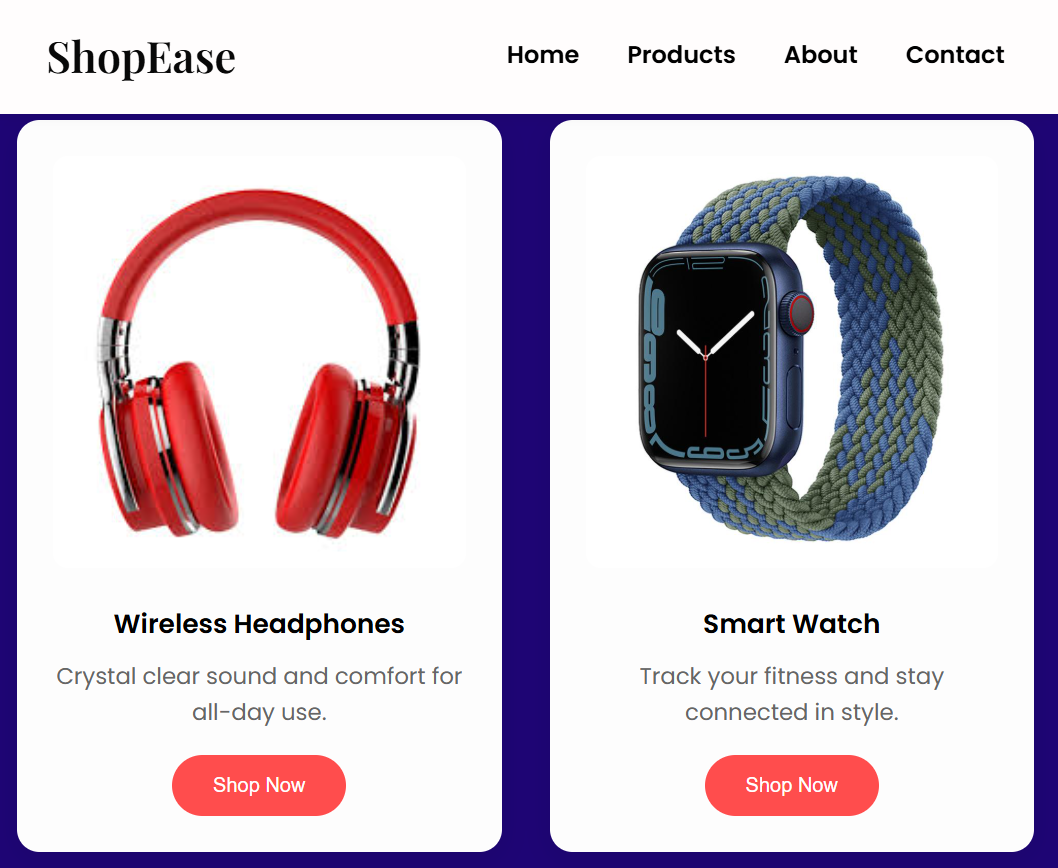 ShopEase
Home Products About Contact
Wireless Headphones
Crystal clear sound and comfort for
all-day use.
Shop Now
Smart Watch
Track your fitness and stay
connected in style.
Shop Now